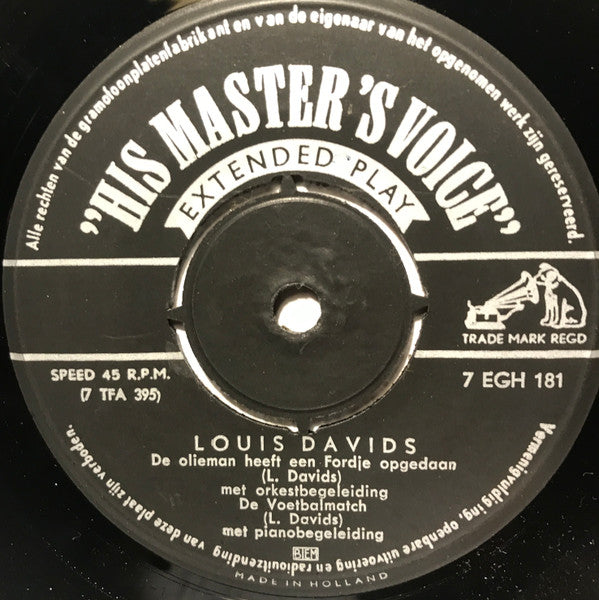 Alle rechten van de gramofoonplatenfabrikant en van de eigenaar van het opgenomen werk zijn gereserveerd.
"HIS MASTER'S VOICE"
EXTENDED PLAY
TRADE MARK REGD
SPEED 45 R.P.M.
(7 TFA 395)
7 EGH 181
LOUIS DAVIDS
De olieman heeft een Fordje opgedaan
(L. Davids)
met orkestbegeleiding
De Voetbalmatch
(L. Davids)
met pianobegeleiding
BIEM
Vermenigvuldiging, openbare uitvoering en radiouitzending van deze plaat zijn verboden.
MADE IN HOLLAND